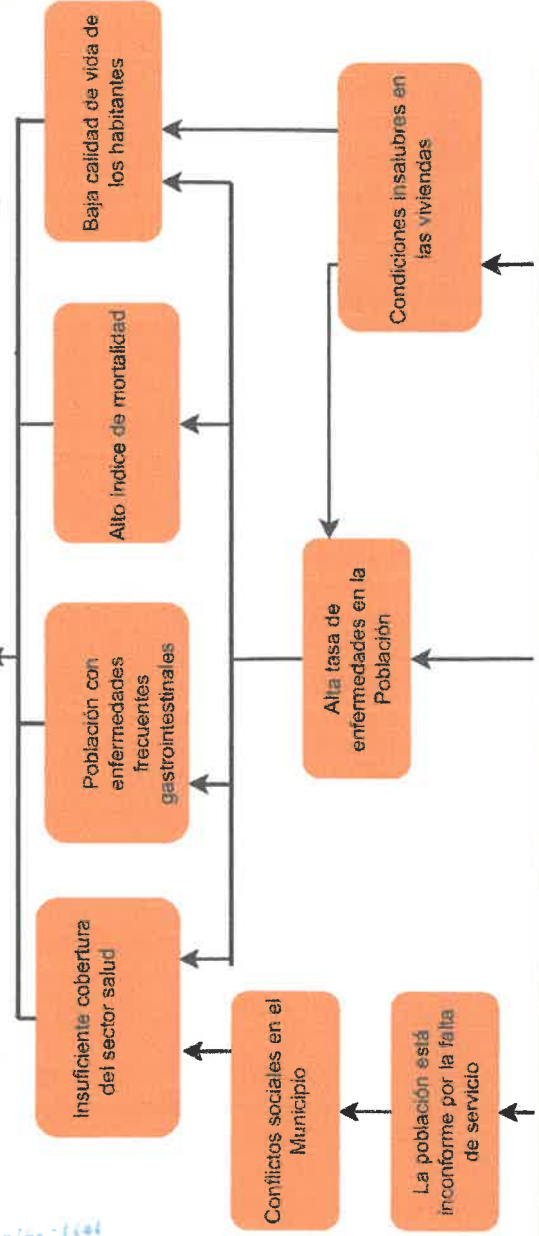 Insuficiente cobertura
del sector salud
Población con
enfermedades
frecuentes
gastrointestinales
Alto índice de mortalidad
Baja calidad de vida de
los habitantes
Conflictos sociales en el
Municipio
Alta tasa de
enfermedades en la
Población
Condiciones insalubres en
las viviendas
La población está
inconforme por la falta
de servicio